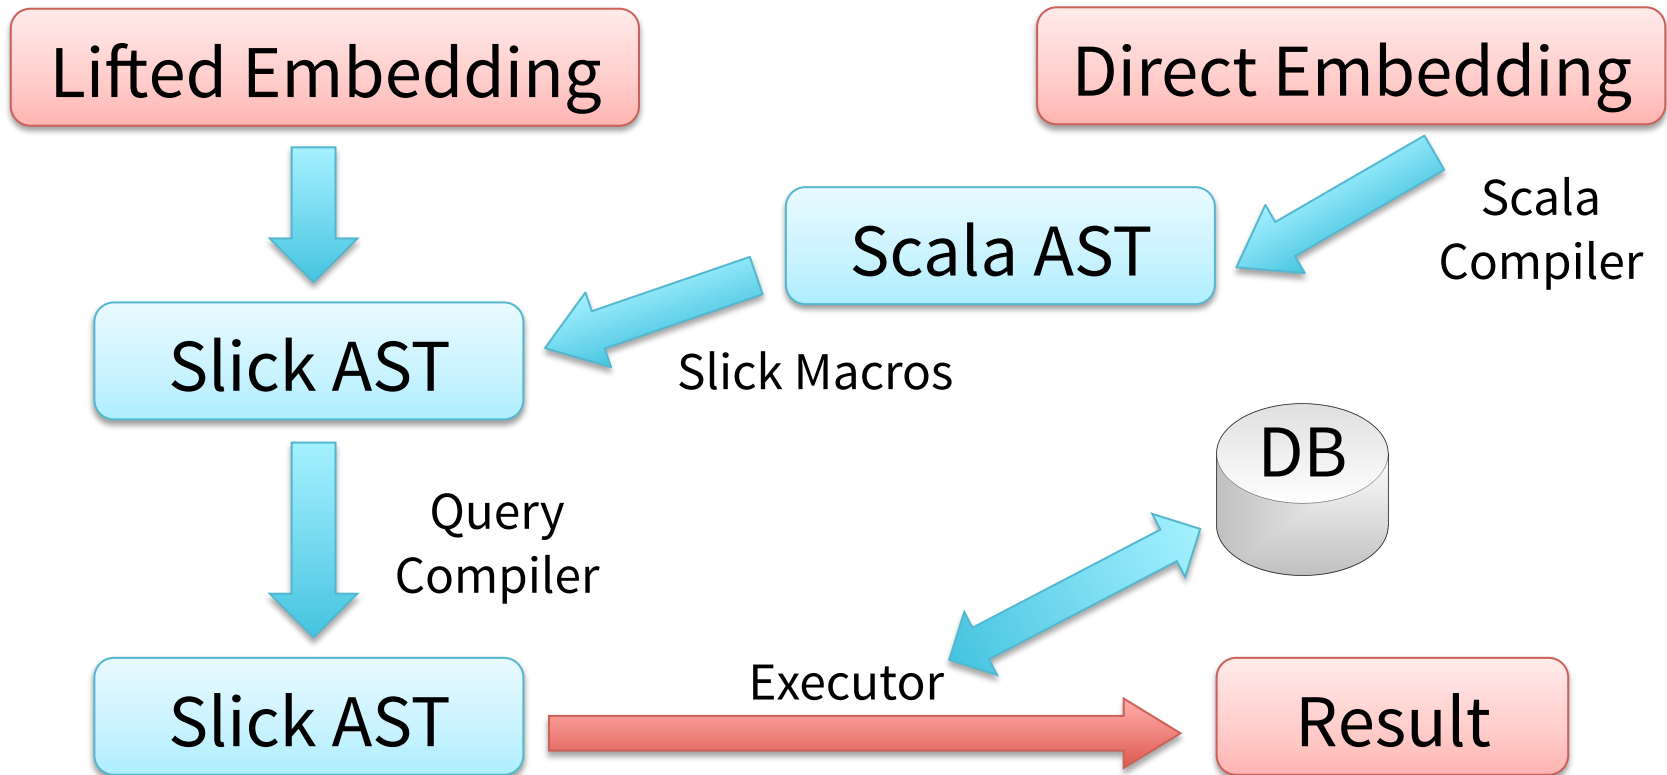 Lifted Embedding
Direct Embedding
Scala
Compiler
Scala AST
Slick AST
Slick Macros
DB
Query
Compiler
Executor
Slick AST
Result